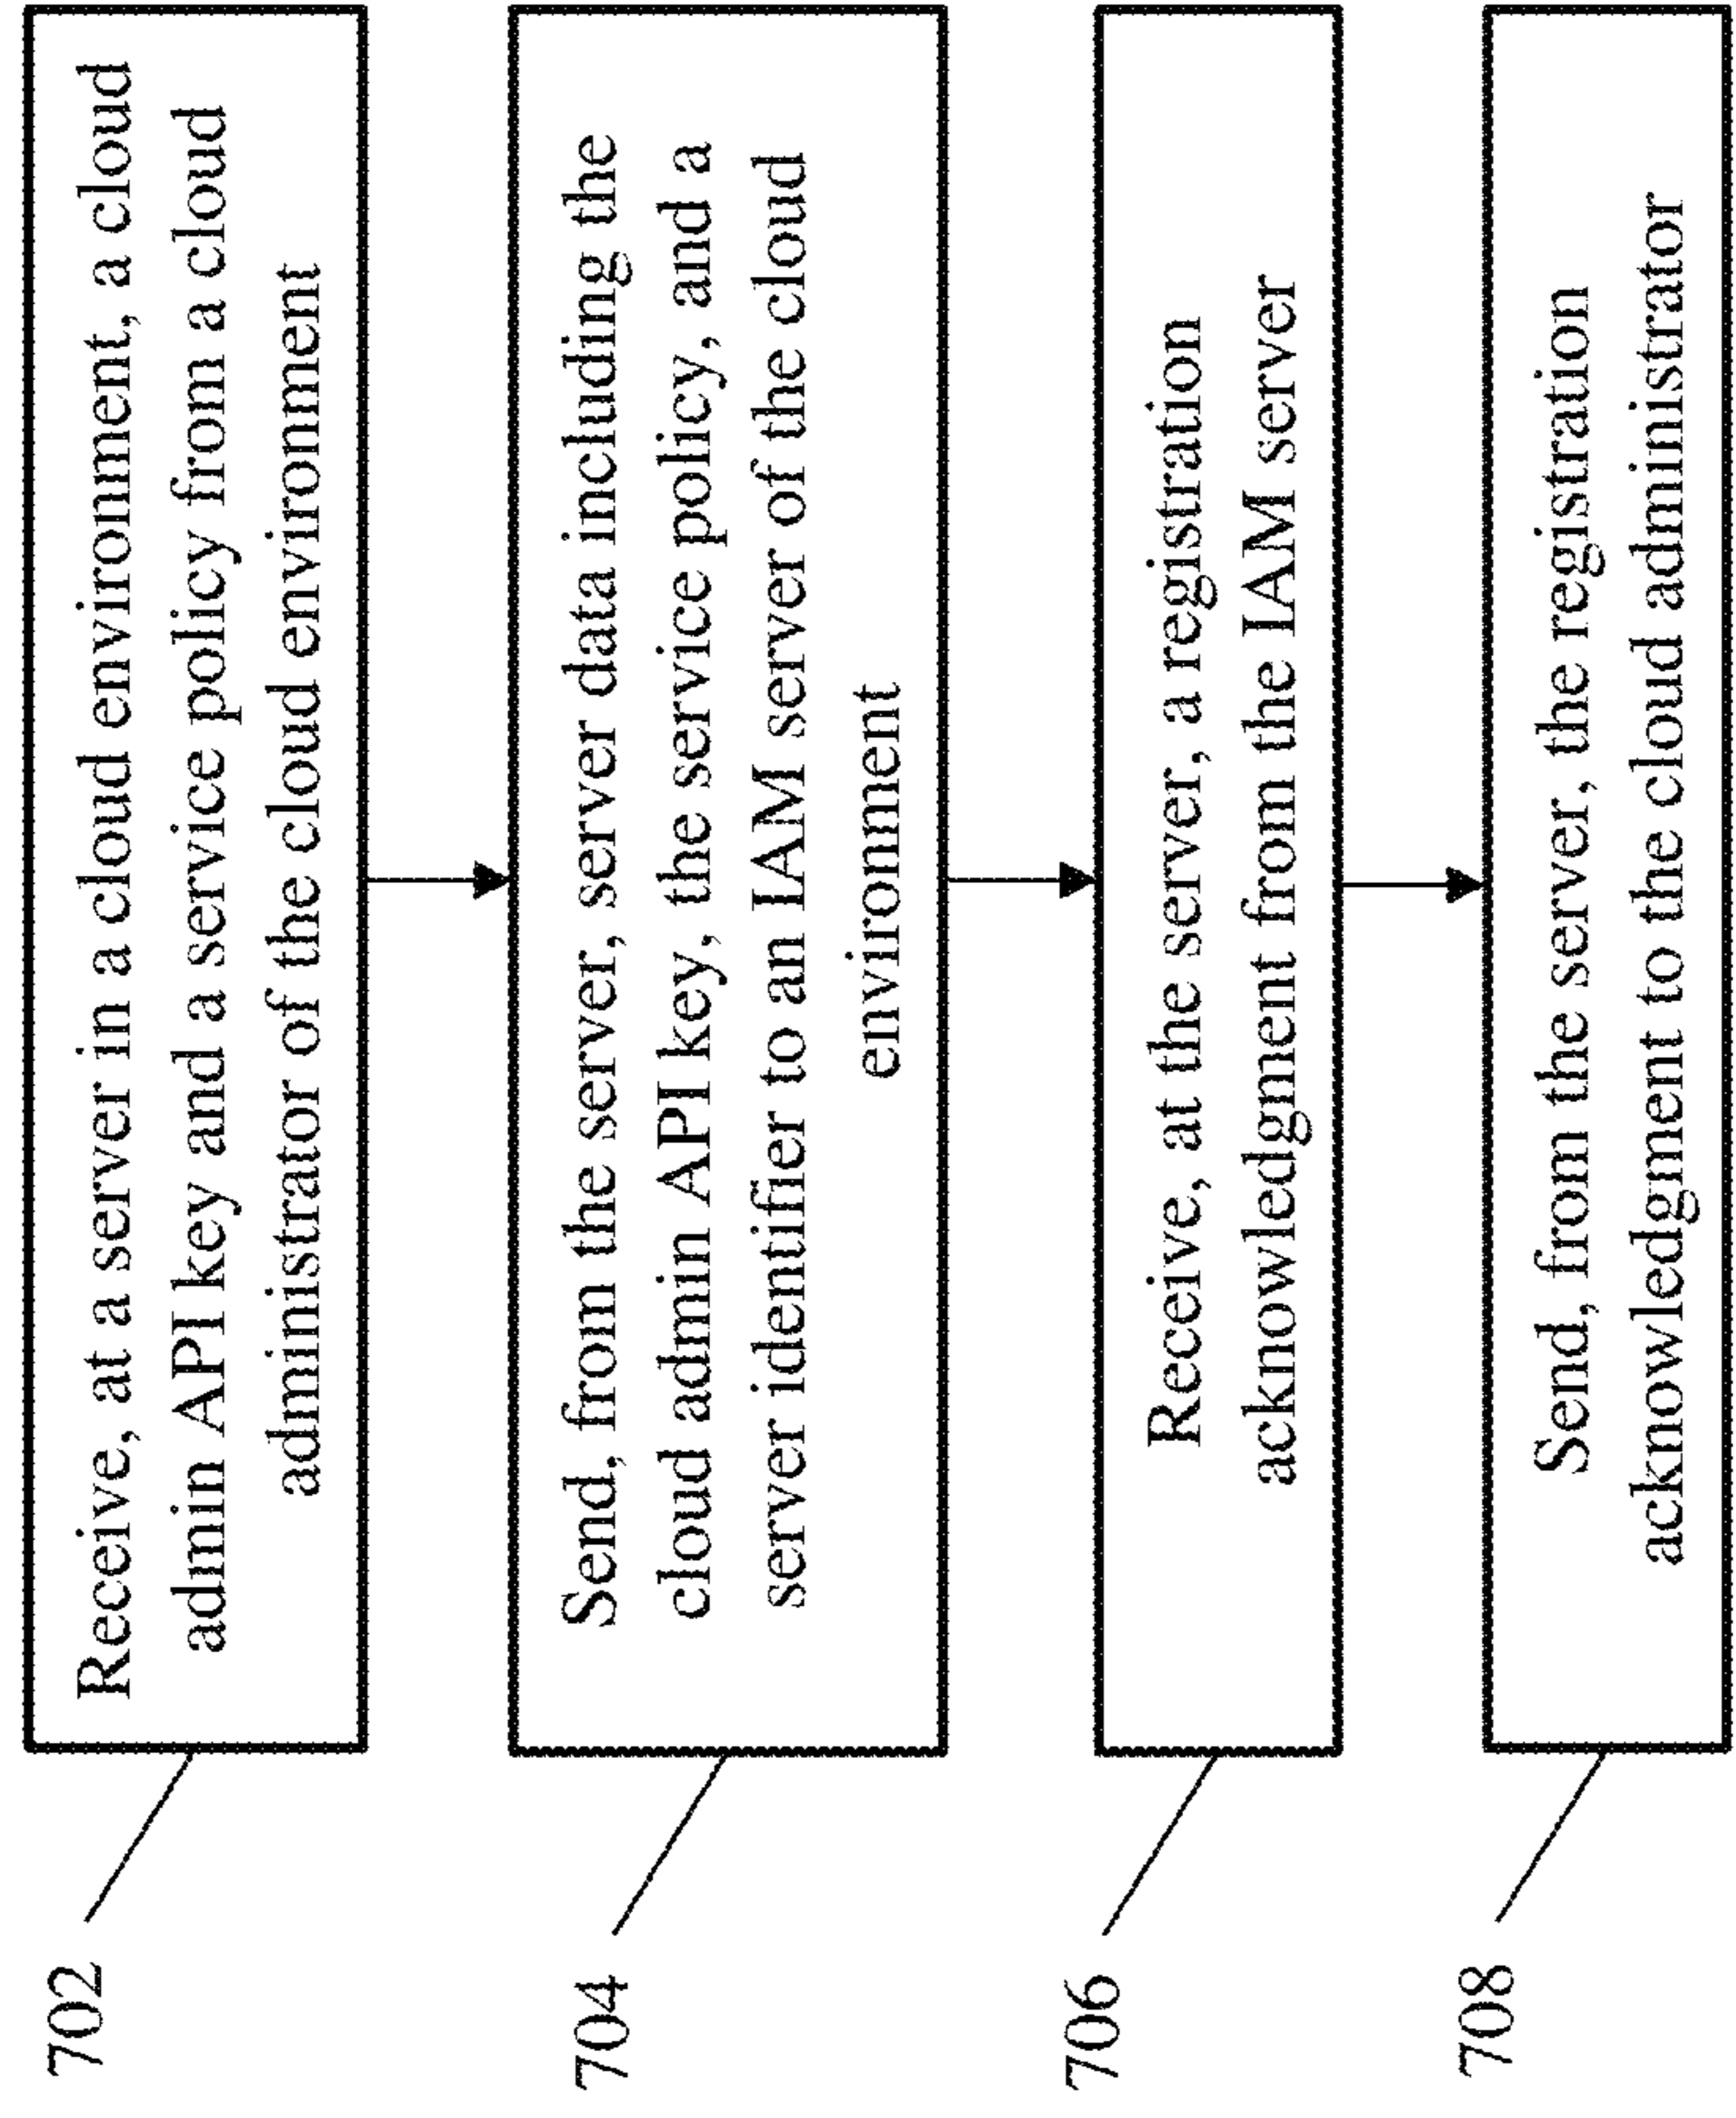 702
Receive, at a server in a cloud environment, a cloud
admin API key and a service policy from a cloud
administrator of the cloud environment
704
Send, from the server, server data including the
cloud admin API key, the service policy, and a
server identifier to an IAM server of the cloud
environment
706
Receive, at the server, a registration
acknowledgment from the IAM server
708
Send, from the server, the registration
acknowledgment to the cloud administrator